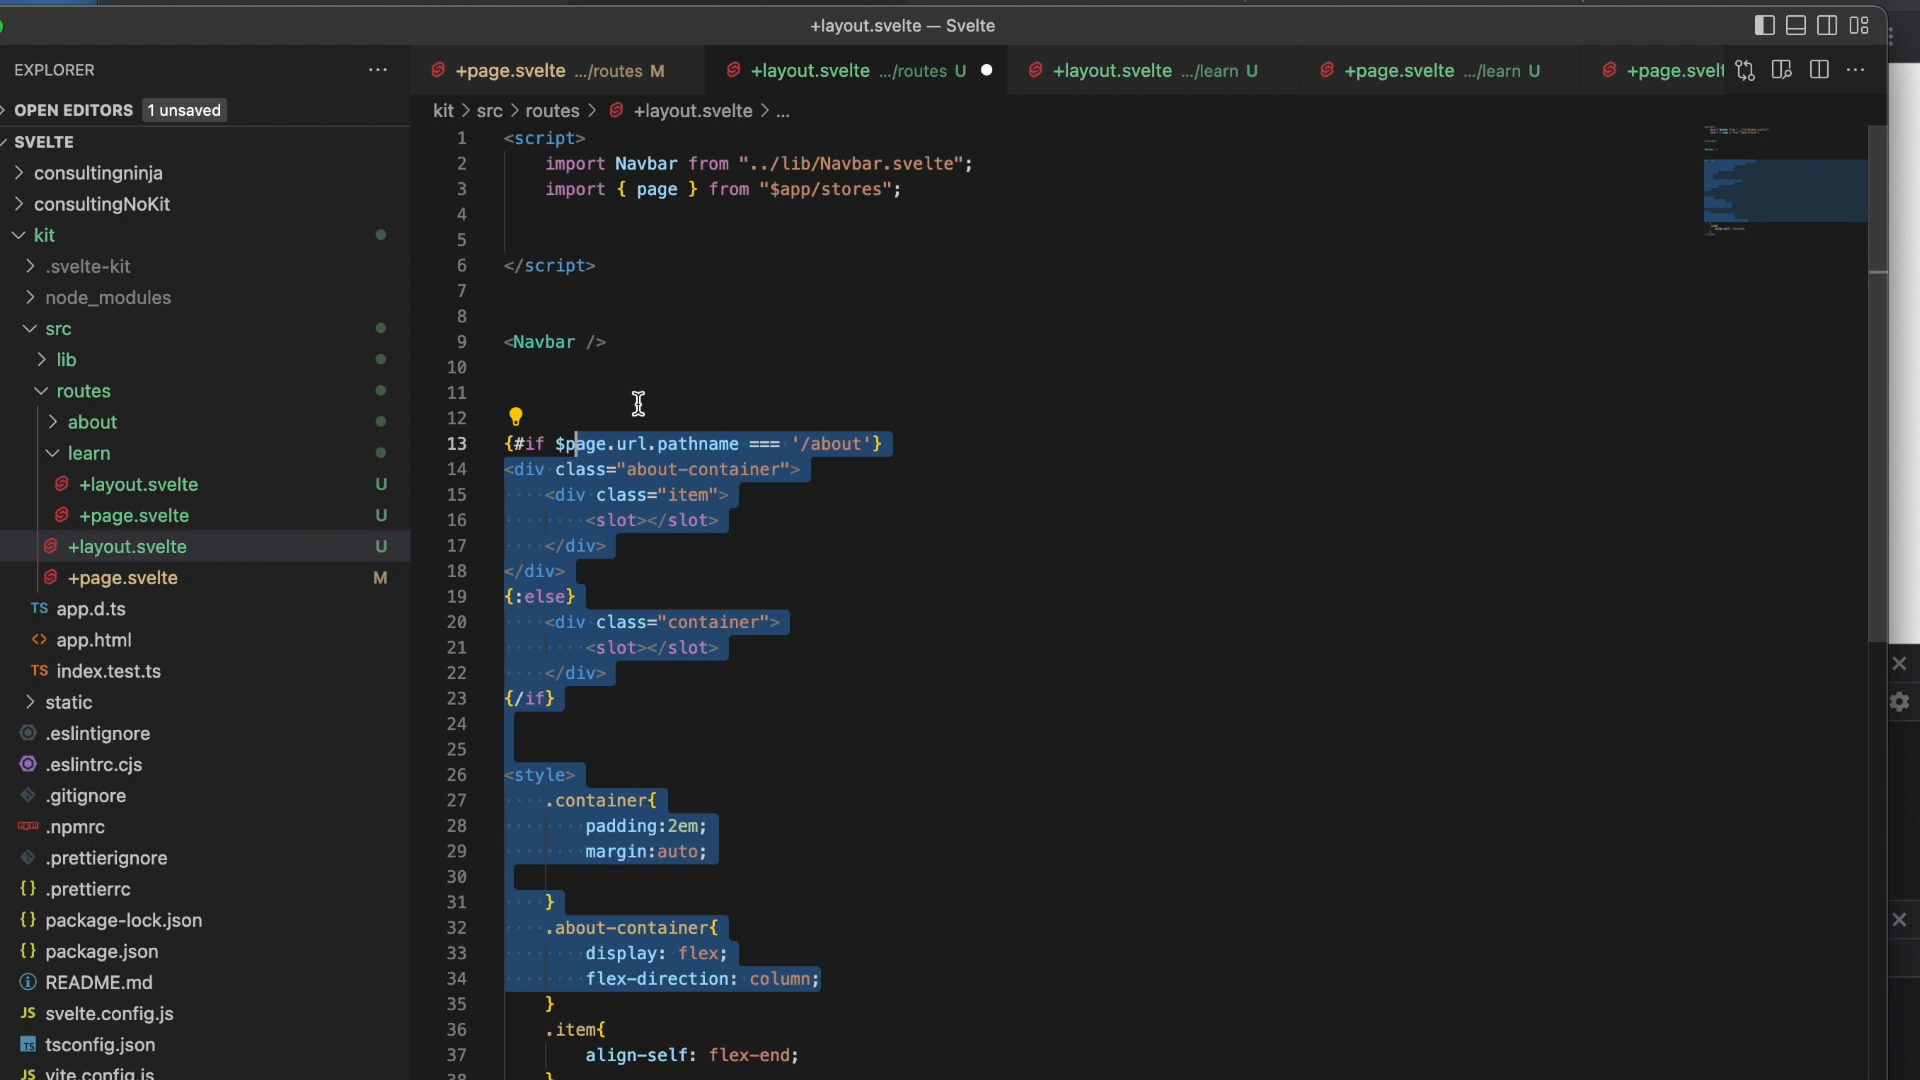 +layout.svelte — Svelte
EXPLORER
OPEN EDITORS 1 unsaved
SVELTE
consultingninja
consultingNoKit
kit
.svelte-kit
node_modules
src
lib
routes
about
learn
+layout.svelte U
+page.svelte U
+layout.svelte U
+page.svelte M
TS app.d.ts
<> app.html
TS index.test.ts
static
.eslintignore
.eslintrc.cjs
.gitignore
.npmrc
.prettierignore
{} .prettierrc
{} package-lock.json
{} package.json
README.md
JS svelte.config.js
TS tsconfig.json
JS vite.config.js
+page.svelte .../routes M
+layout.svelte .../routes U
+layout.svelte .../learn U
+page.svelte .../learn U
+page.svelt
kit > src > routes > +layout.svelte > ...
1 <script>
2 import Navbar from "../lib/Navbar.svelte";
3 import { page } from "$app/stores";
4
5
6 </script>
7
8
9 <Navbar />
10
11
12
13 {#if $page.url.pathname === '/about'}
14 <div class="about-container">
15 <div class="item">
16 <slot></slot>
17 </div>
18 </div>
19 {:else}
20 <div class="container">
21 <slot></slot>
22 </div>
23 {/if}
24
25
26 <style>
27 .container{
28 padding:2em;
29 margin:auto;
30
31 }
32 .about-container{
33 display: flex;
34 flex-direction: column;
35 }
36 .item{
37 align-self: flex-end;
38 }